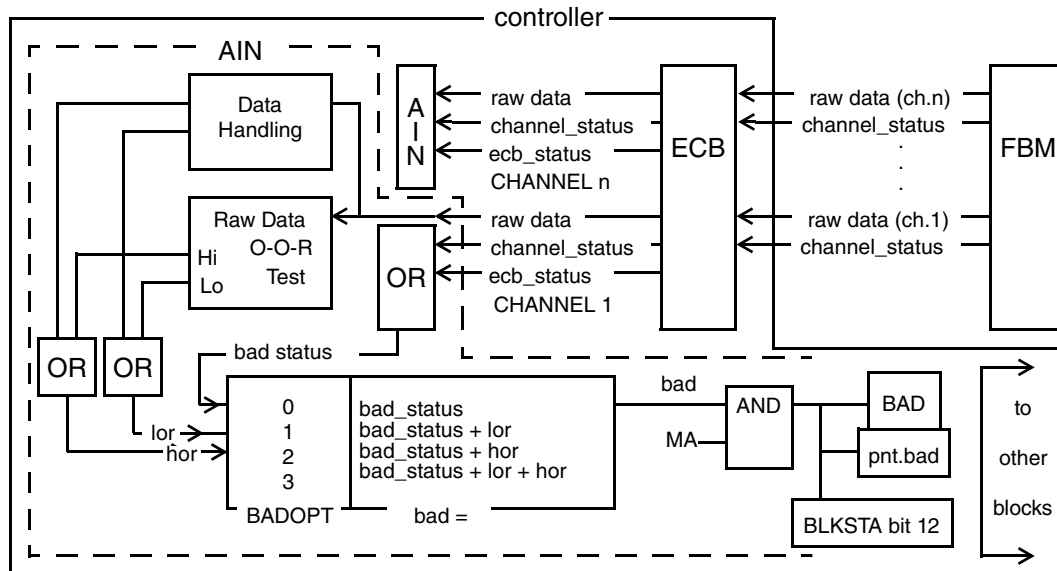 controller
AIN
Data
Handling
Raw Data
O-O-R
Hi
Test
Lo
A
I
N
raw data
channel_status
ecb_status
CHANNEL n
raw data
channel_status
ecb_status
CHANNEL 1
OR
ECB
raw data (ch.n)
channel_status
.
.
.
raw data (ch.1)
channel_status
FBM
OR
OR
bad status
lor
hor
0
1
2
3
BADOPT
bad_status
bad_status + lor
bad_status + hor
bad_status + lor + hor
bad =
bad
MA
AND
BAD
pnt.bad
BLKSTA bit 12
to
other
blocks